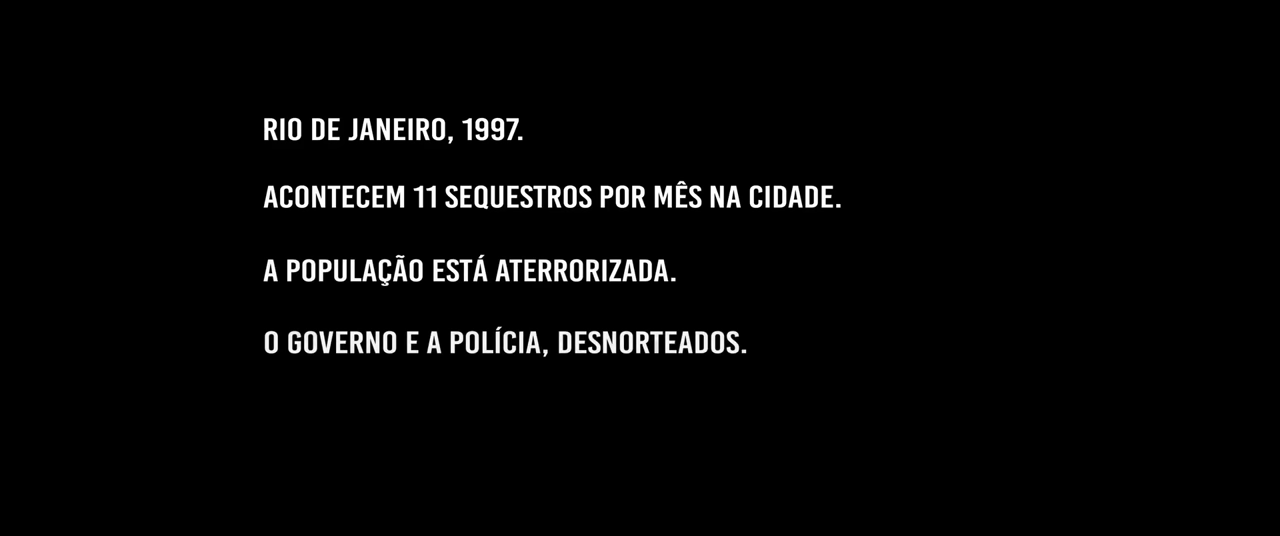 RIO DE JANEIRO, 1997.
ACONTECEM 11 SEQUESTROS POR MÊS NA CIDADE.
A POPULAÇÃO ESTÁ ATERRORIZADA.
O GOVERNO E A POLÍCIA, DESNORTEADOS.